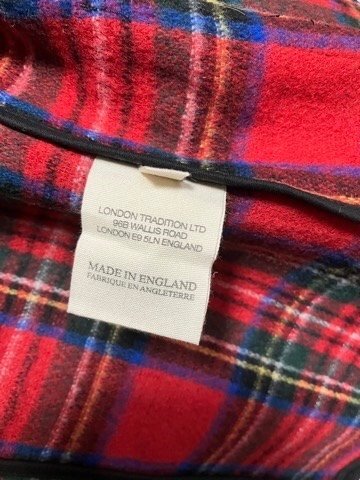 LONDON TRADITION LTD
96B WALLIS ROAD
LONDON E9 5LN ENGLAND
MADE IN ENGLAND
FABRIQUE EN ANGLETERRE